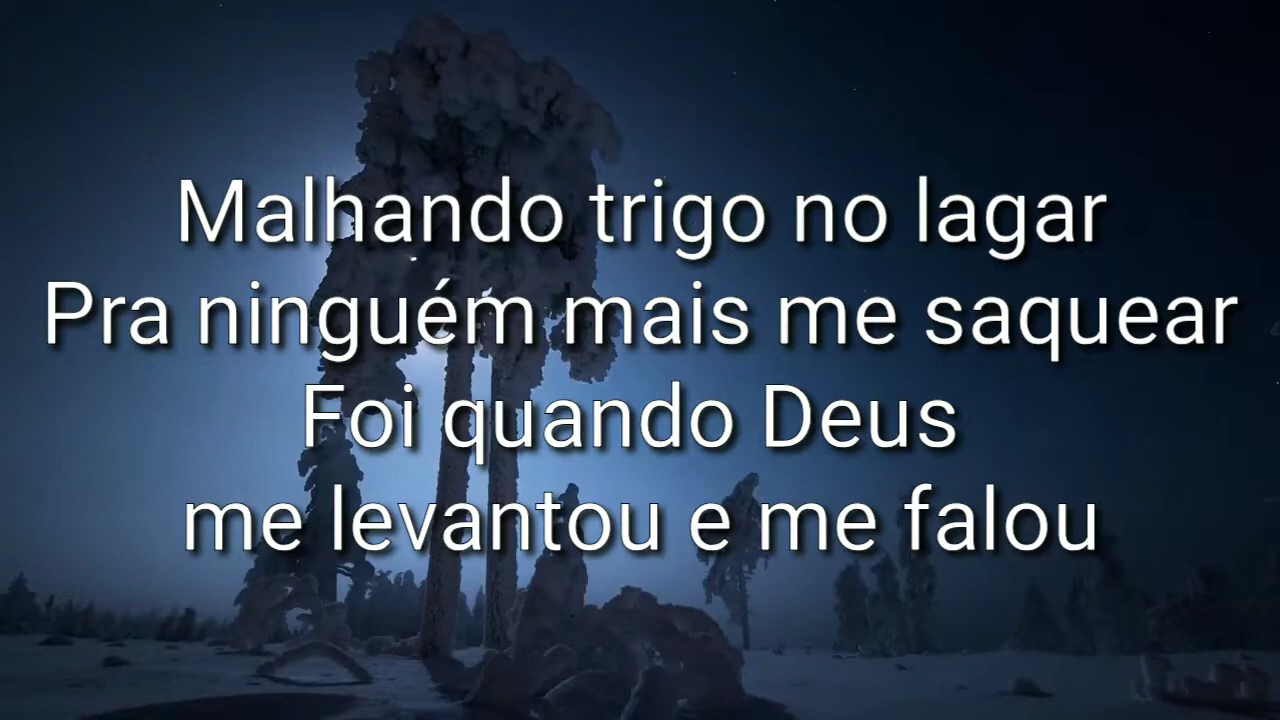 Malhando trigo no lagar
Pra ninguém mais me saquear
Foi quando Deus
me levantou e me falou